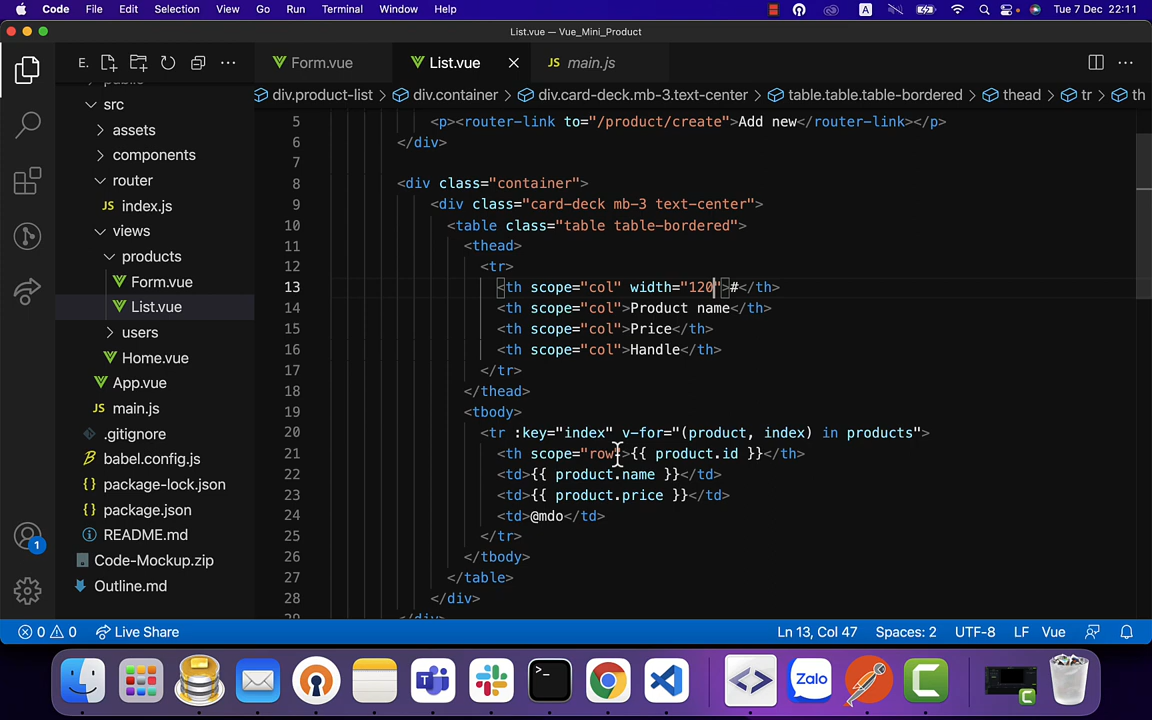 Code File Edit Selection View Go Run Terminal Window Help A Tue 7 Dec 22:11
List.vue — Vue_Mini_Product
E. Form.vue List.vue JS main.js
div.product-list > div.container > div.card-deck.mb-3.text-center > table.table.table-bordered > thead > tr > th
src
assets
components
router
JS index.js
views
products
Form.vue
List.vue
users
Home.vue
App.vue
JS main.js
.gitignore
babel.config.js
package-lock.json
package.json
README.md
Code-Mockup.zip
Outline.md
1
5 <p><router-link to="/product/create">Add new</router-link></p>
6 </div>
7
8 <div class="container">
9 <div class="card-deck mb-3 text-center">
10 <table class="table table-bordered">
11 <thead>
12 <tr>
13 <th scope="col" width="120">#</th>
14 <th scope="col">Product name</th>
15 <th scope="col">Price</th>
16 <th scope="col">Handle</th>
17 </tr>
18 </thead>
19 <tbody>
20 <tr :key="index" v-for="(product, index) in products">
21 <th scope="row">{{ product.id }}</th>
22 <td>{{ product.name }}</td>
23 <td>{{ product.price }}</td>
24 <td>@mdo</td>
25 </tr>
26 </tbody>
27 </table>
28 </div>
0 0 Live Share Ln 13, Col 47 Spaces: 2 UTF-8 LF Vue
Zalo